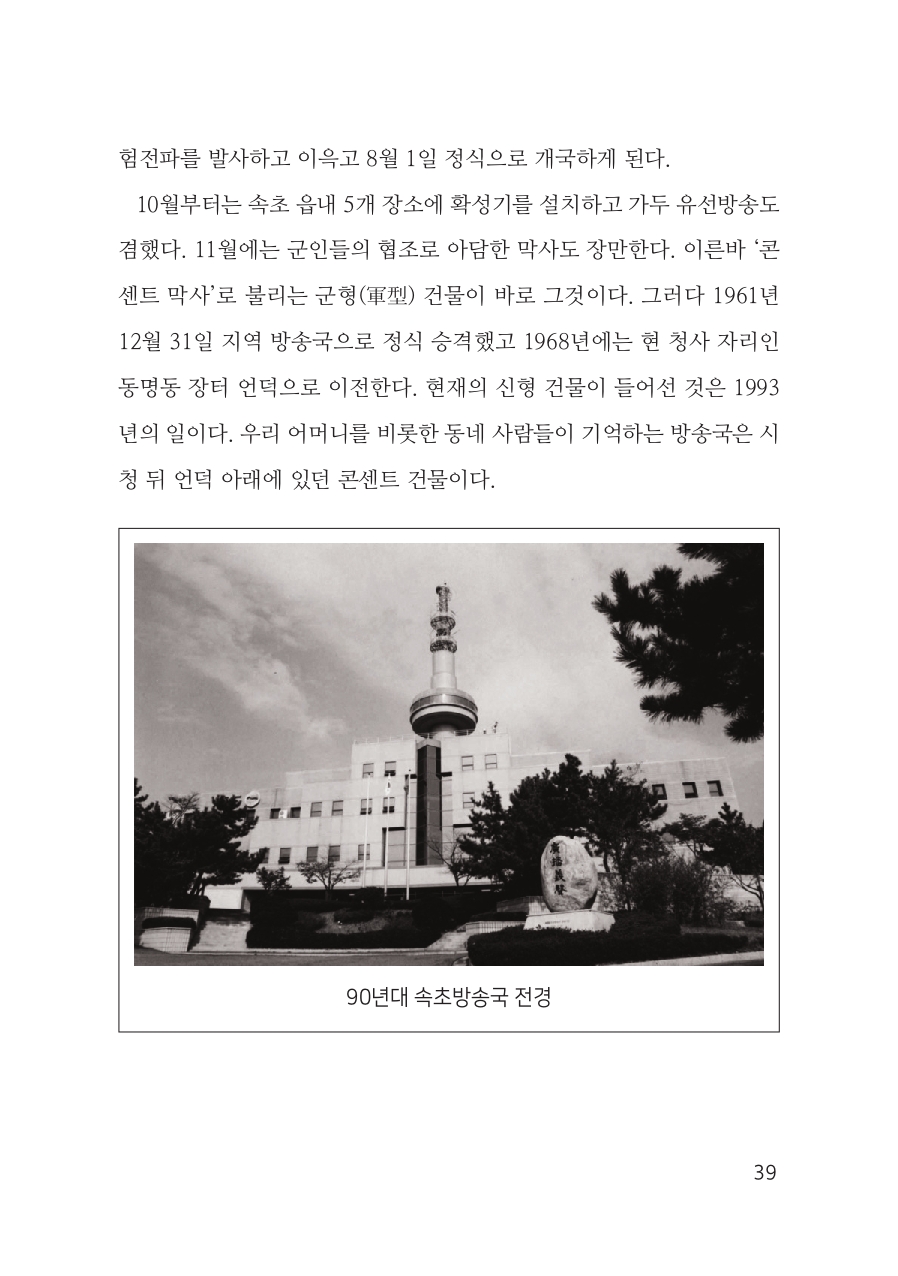 험전파를 발사하고 이윽고 8월 1일 정식으로 개국하게 된다.
10월부터는 속초 읍내 5개 장소에 확성기를 설치하고 가두 유선방송도
겸했다. 11월에는 군인들의 협조로 아담한 막사도 장만한다. 이른바 ‘콘
센트 막사’로 불리는 군형(軍型) 건물이 바로 그것이다. 그러다 1961년
12월 31일 지역 방송국으로 정식 승격했고 1968년에는 현 청사 자리인
동명동 장터 언덕으로 이전한다. 현재의 신형 건물이 들어선 것은 1993
년의 일이다. 우리 어머니를 비롯한 동네 사람들이 기억하는 방송국은 시
청 뒤 언덕 아래에 있던 콘센트 건물이다.
90년대 속초방송국 전경
39